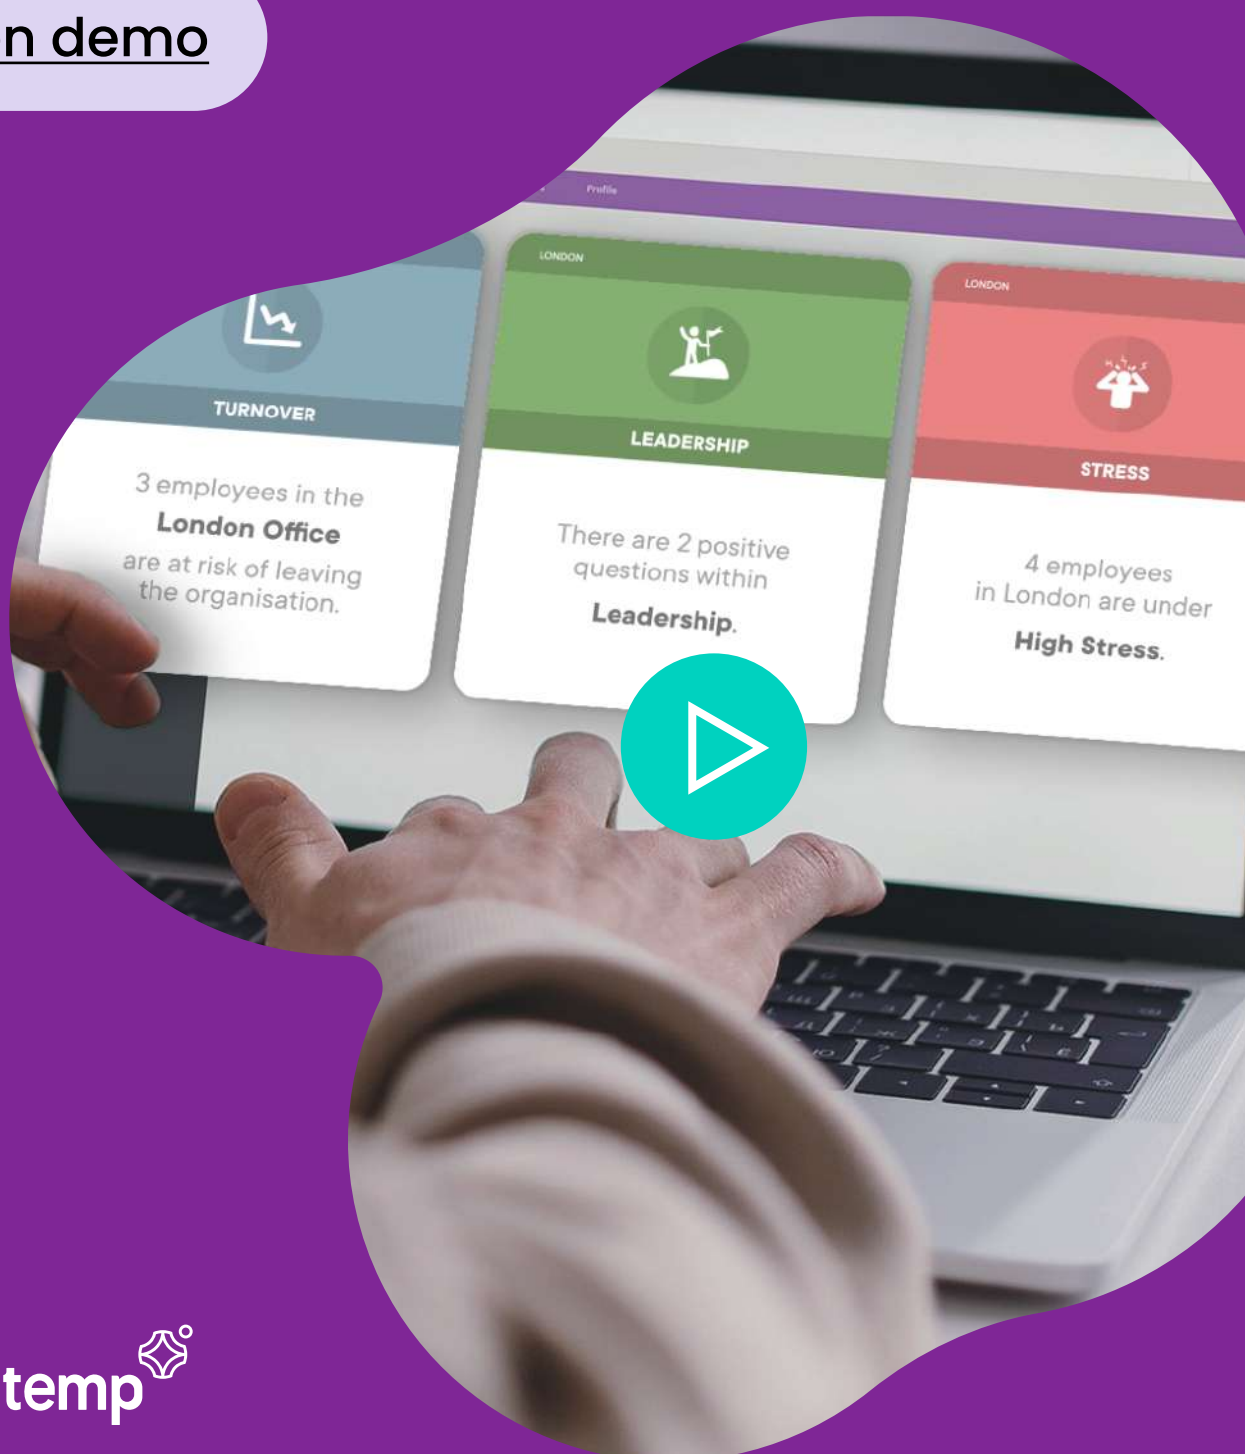 n demo
Profile
LONDON
LONDON
TURNOVER
LEADERSHIP
STRESS
3 employees in the
London Office
are at risk of leaving
the organisation.
There are 2 positive
questions within
Leadership.
4 employees
in London are under
High Stress.
temp